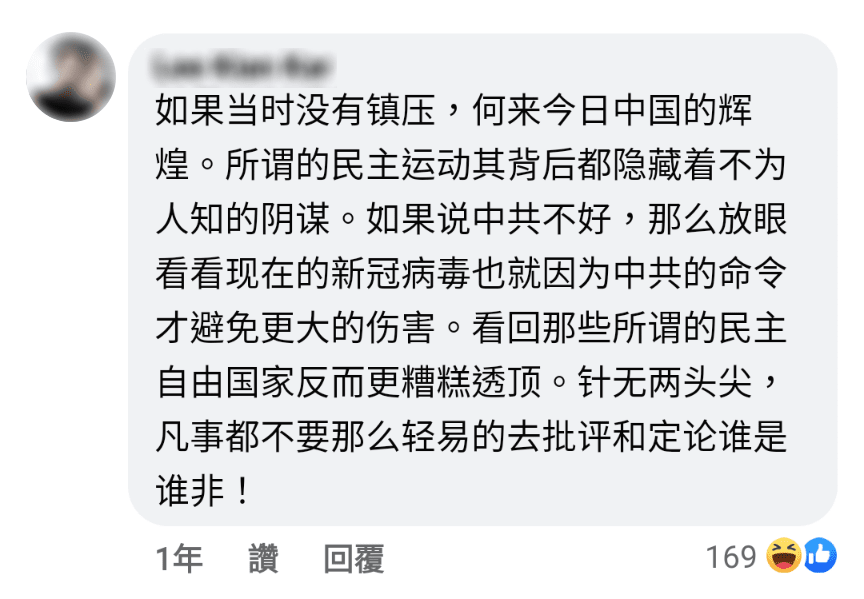 如果当时没有镇压，何来今日中国的辉
煌。所谓的民主运动其背后都隐藏着不为
人知的阴谋。如果说中共不好，那么放眼
看看现在的新冠病毒也就因为中共的命令
才避免更大的伤害。看回那些所谓的民主
自由国家反而更糟糕透顶。针无两头尖，
凡事都不要那么轻易的去批评和定论谁是
谁非！
1年 讚 回覆 169